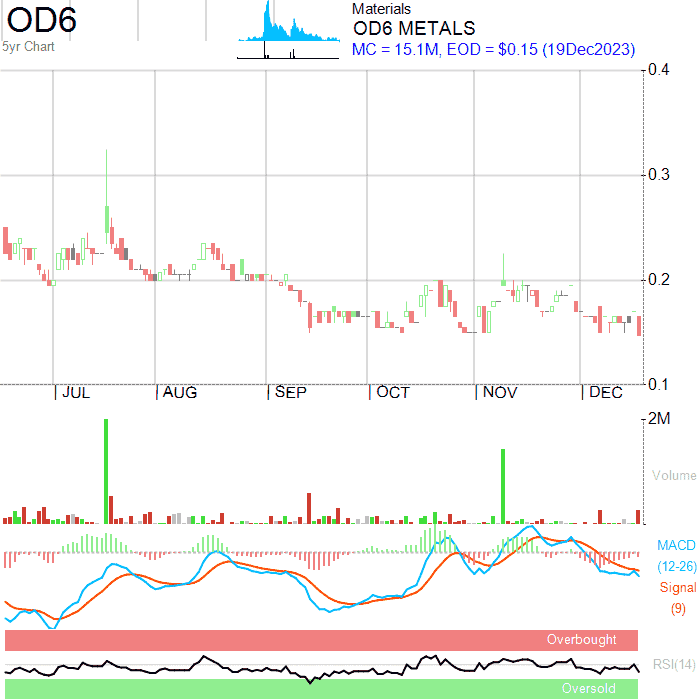 OD6
5yr Chart
Materials
OD6 METALS
MC = 15.1M, EOD = $0.15 (19Dec2023)
0.4
0.3
0.2
0.1
JUL
AUG
SEP
OCT
NOV
DEC
2M
Volume
MACD
(12-26)
Signal
(9)
Overbought
RSI(14)
Oversold